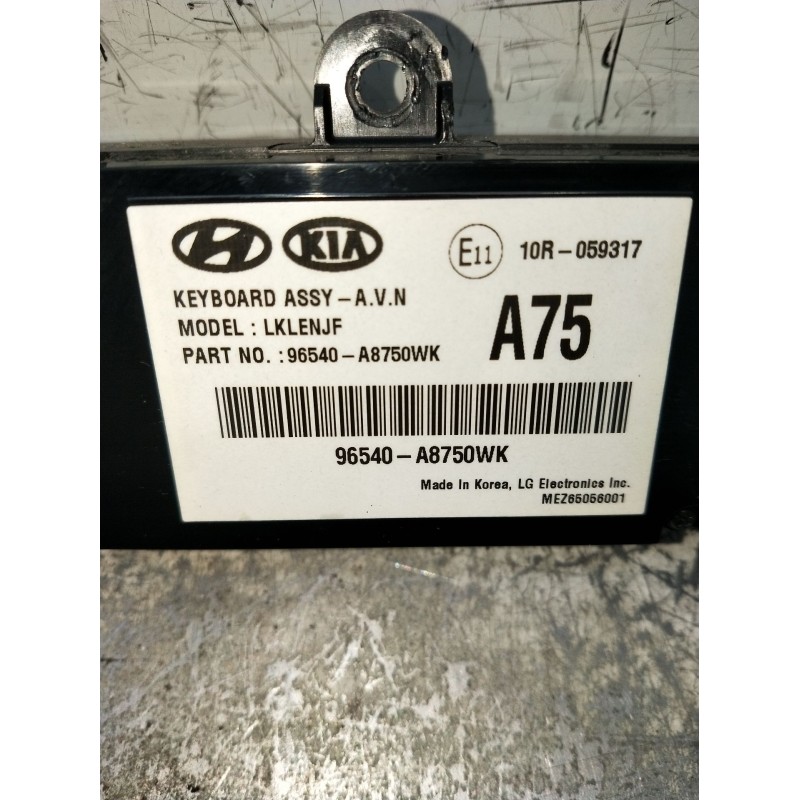 KIA
E11 10R-059317
KEYBOARD ASSY-A.V.N
MODEL : LKLENJF
A75
PART NO. : 96540-A8750WK
96540-A8750WK
Made In Korea, LG Electronics Inc.
MEZ65056001